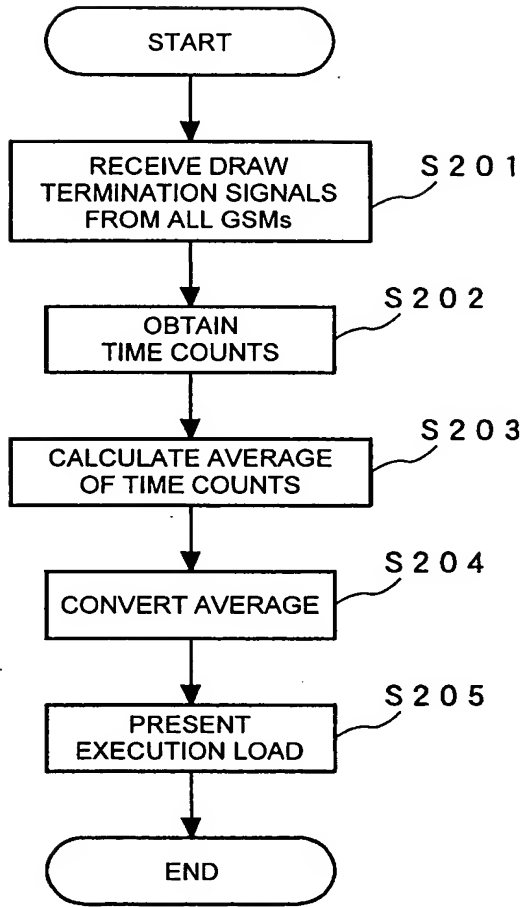 START
RECEIVE DRAW
TERMINATION SIGNALS
FROM ALL GSMs
S201
OBTAIN
TIME COUNTS
S202
CALCULATE AVERAGE
OF TIME COUNTS
S203
CONVERT AVERAGE
S204
PRESENT
EXECUTION LOAD
S205
END